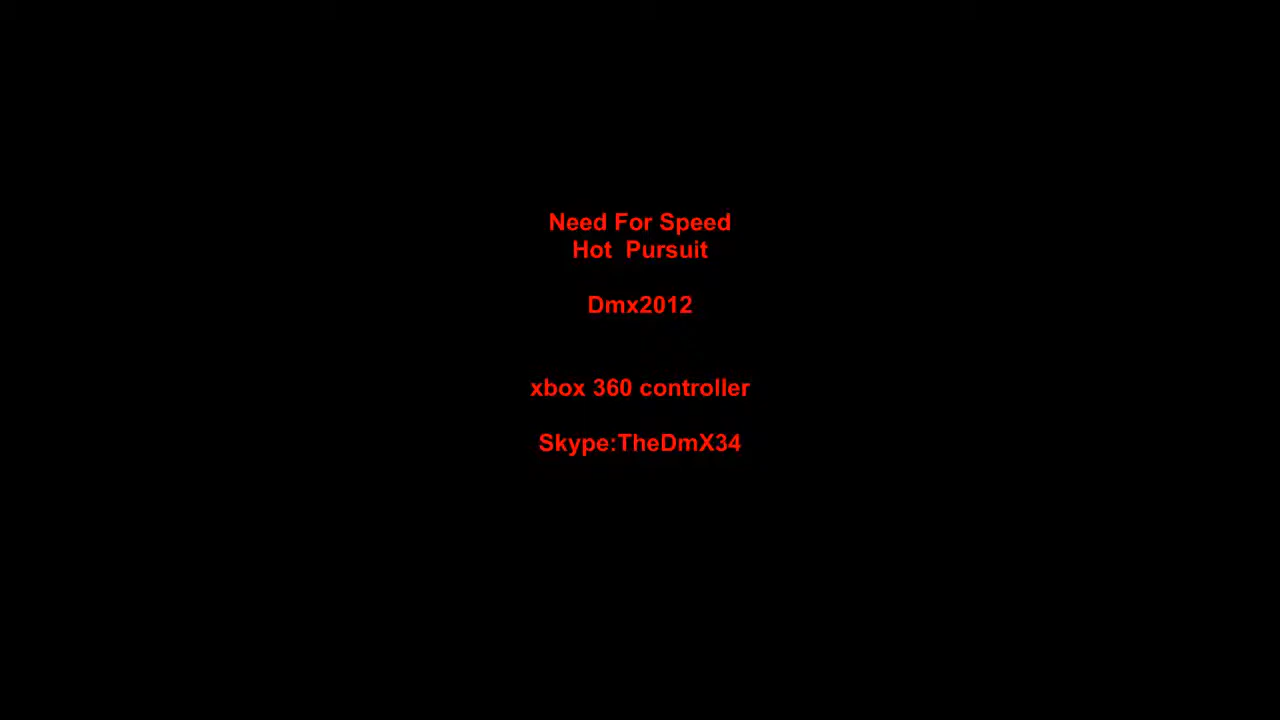 Need For Speed
Hot  Pursuit
Dmx2012
xbox 360 controller
Skype:TheDmX34